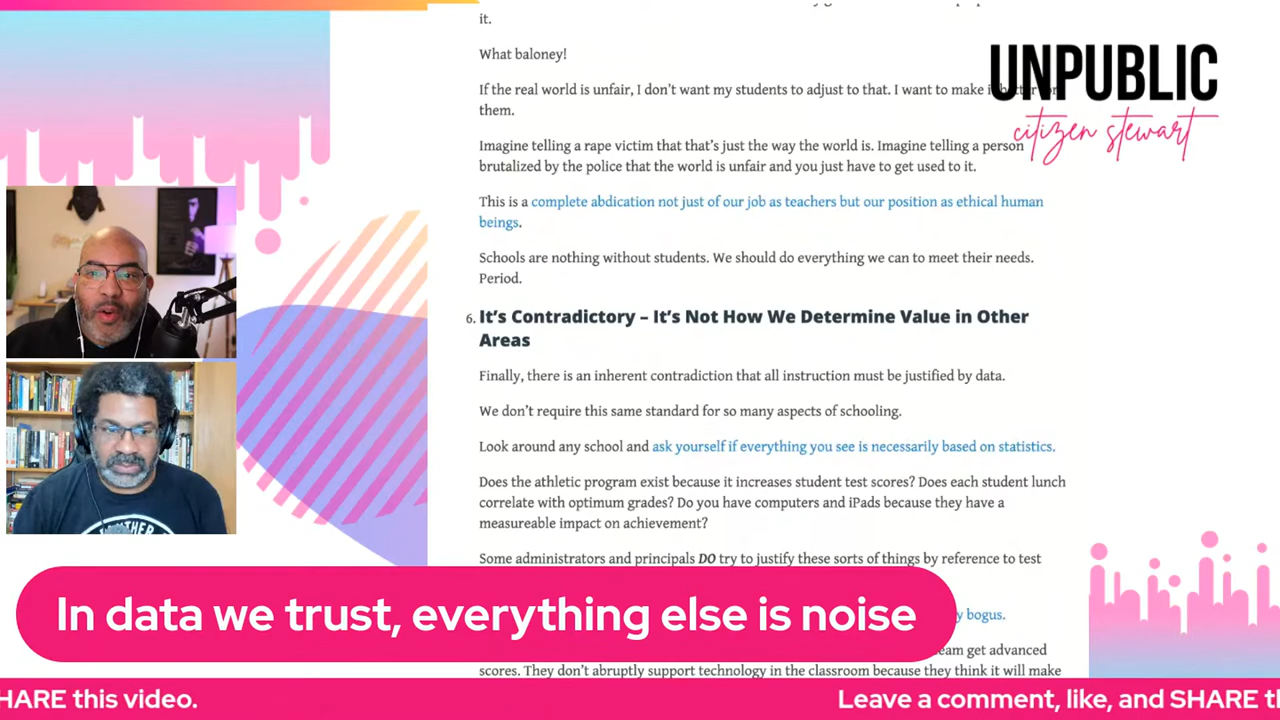 it.
What baloney!
If the real world is unfair, I don't want my students to adjust to that. I want to make it better for
them.
Imagine telling a rape victim that that's just the way the world is. Imagine telling a person
brutalized by the police that the world is unfair and you just have to get used to it.
This is a complete abdication not just of our job as teachers but our position as ethical human
beings.
Schools are nothing without students. We should do everything we can to meet their needs.
Period.
6. It's Contradictory – It's Not How We Determine Value in Other
Areas
Finally, there is an inherent contradiction that all instruction must be justified by data.
We don't require this same standard for so many aspects of schooling.
Look around any school and ask yourself if everything you see is necessarily based on statistics.
Does the athletic program exist because it increases student test scores? Does each student lunch
correlate with optimum grades? Do you have computers and iPads because they have a
measureable impact on achievement?
Some administrators and principals DO try to justify these sorts of things by reference to test
y bogus.
eam get advanced
scores. They don't abruptly support technology in the classroom because they think it will make
UNPUBLIC
citizen stewart
In data we trust, everything else is noise
HARE this video.
Leave a comment, like, and SHARE th